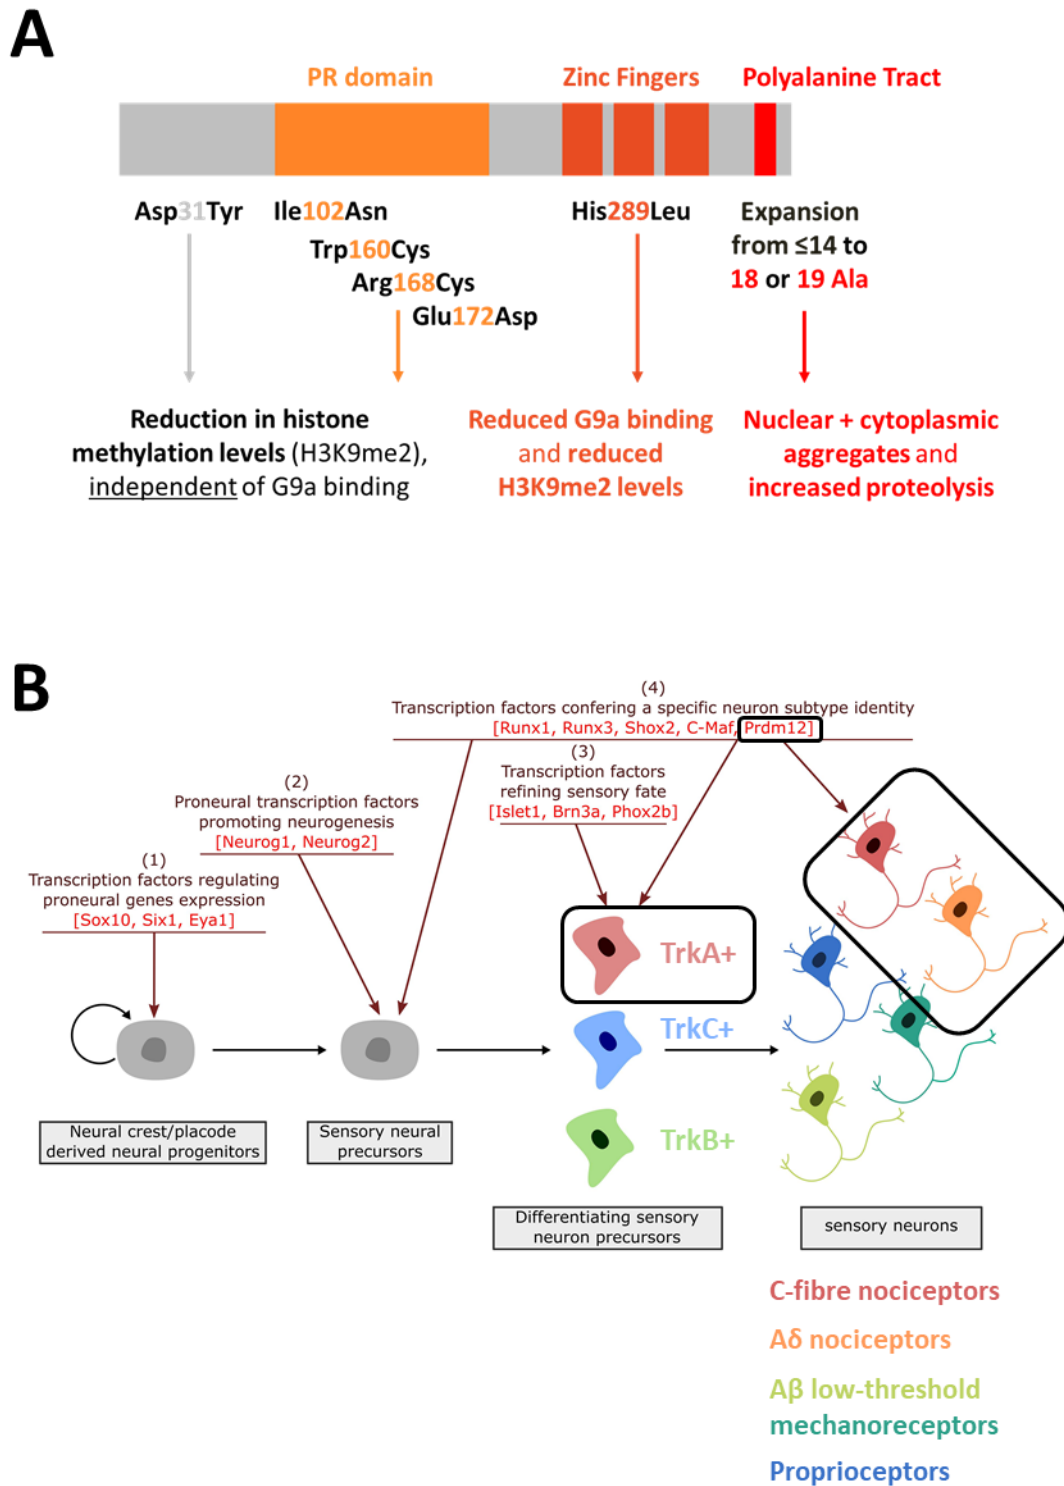 A
PR domain
Zinc Fingers
Polyalanine Tract
Asp31Tyr
Ile102Asn
Trp160Cys
Arg168Cys
Glu172Asp
His289Leu
Expansion
from ≤14 to
18 or 19 Ala
Reduction in histone
methylation levels (H3K9me2),
independent of G9a binding
Reduced G9a binding
and reduced
H3K9me2 levels
Nuclear + cytoplasmic
aggregates and
increased proteolysis
B
(4)
Transcription factors confering a specific neuron subtype identity
[Runx1, Runx3, Shox2, C-Maf, Prdm12]
(3)
Transcription factors
refining sensory fate
[Islet1, Brn3a, Phox2b]
(2)
Proneural transcription factors
promoting neurogenesis
[Neurog1, Neurog2]
(1)
Transcription factors regulating
proneural genes expression
[Sox10, Six1, Eya1]
TrkA+
TrkC+
TrkB+
Neural crest/placode
derived neural progenitors
Sensory neural
precursors
Differentiating sensory
neuron precursors
sensory neurons
C-fibre nociceptors
Aδ nociceptors
Aβ low-threshold
mechanoreceptors
Proprioceptors